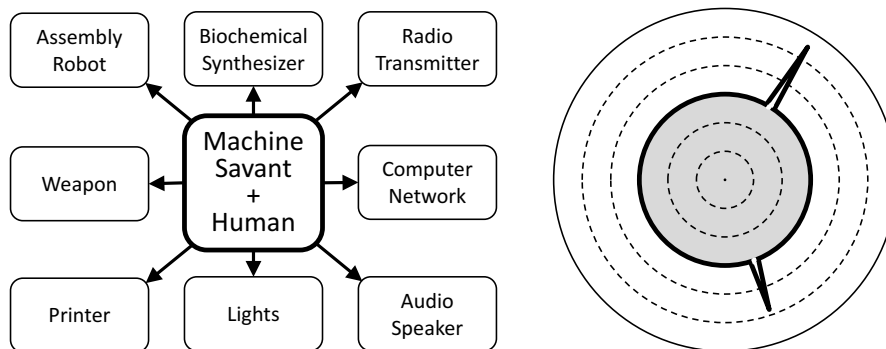 Assembly
Robot
Biochemical
Synthesizer
Radio
Transmitter
Weapon
Machine
Savant
+
Human
Computer
Network
Printer
Lights
Audio
Speaker